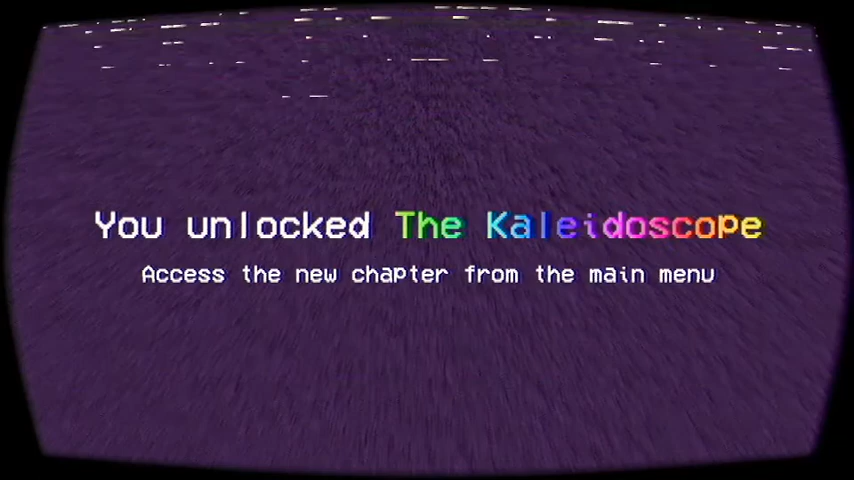 You unlocked The Kaleidoscope
Access the new chapter from the main menu